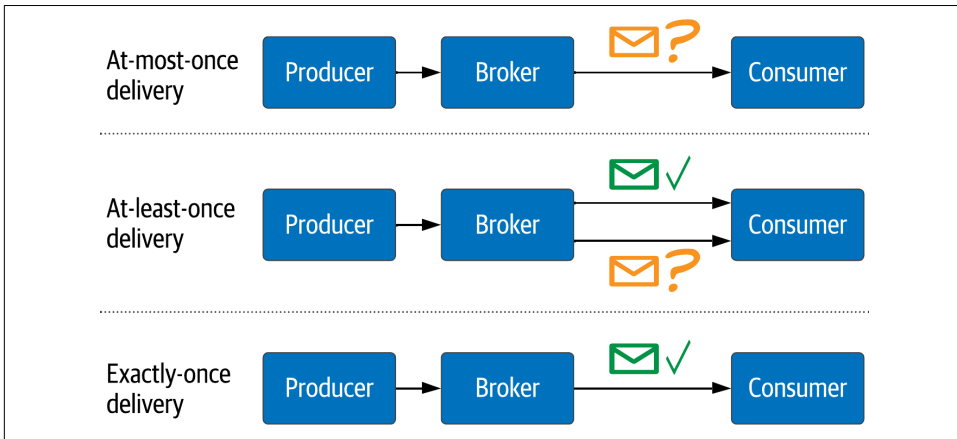 At-most-once
delivery
Producer
Broker
?
Consumer
At-least-once
delivery
Producer
Broker
Consumer
?
Exactly-once
delivery
Producer
Broker
Consumer